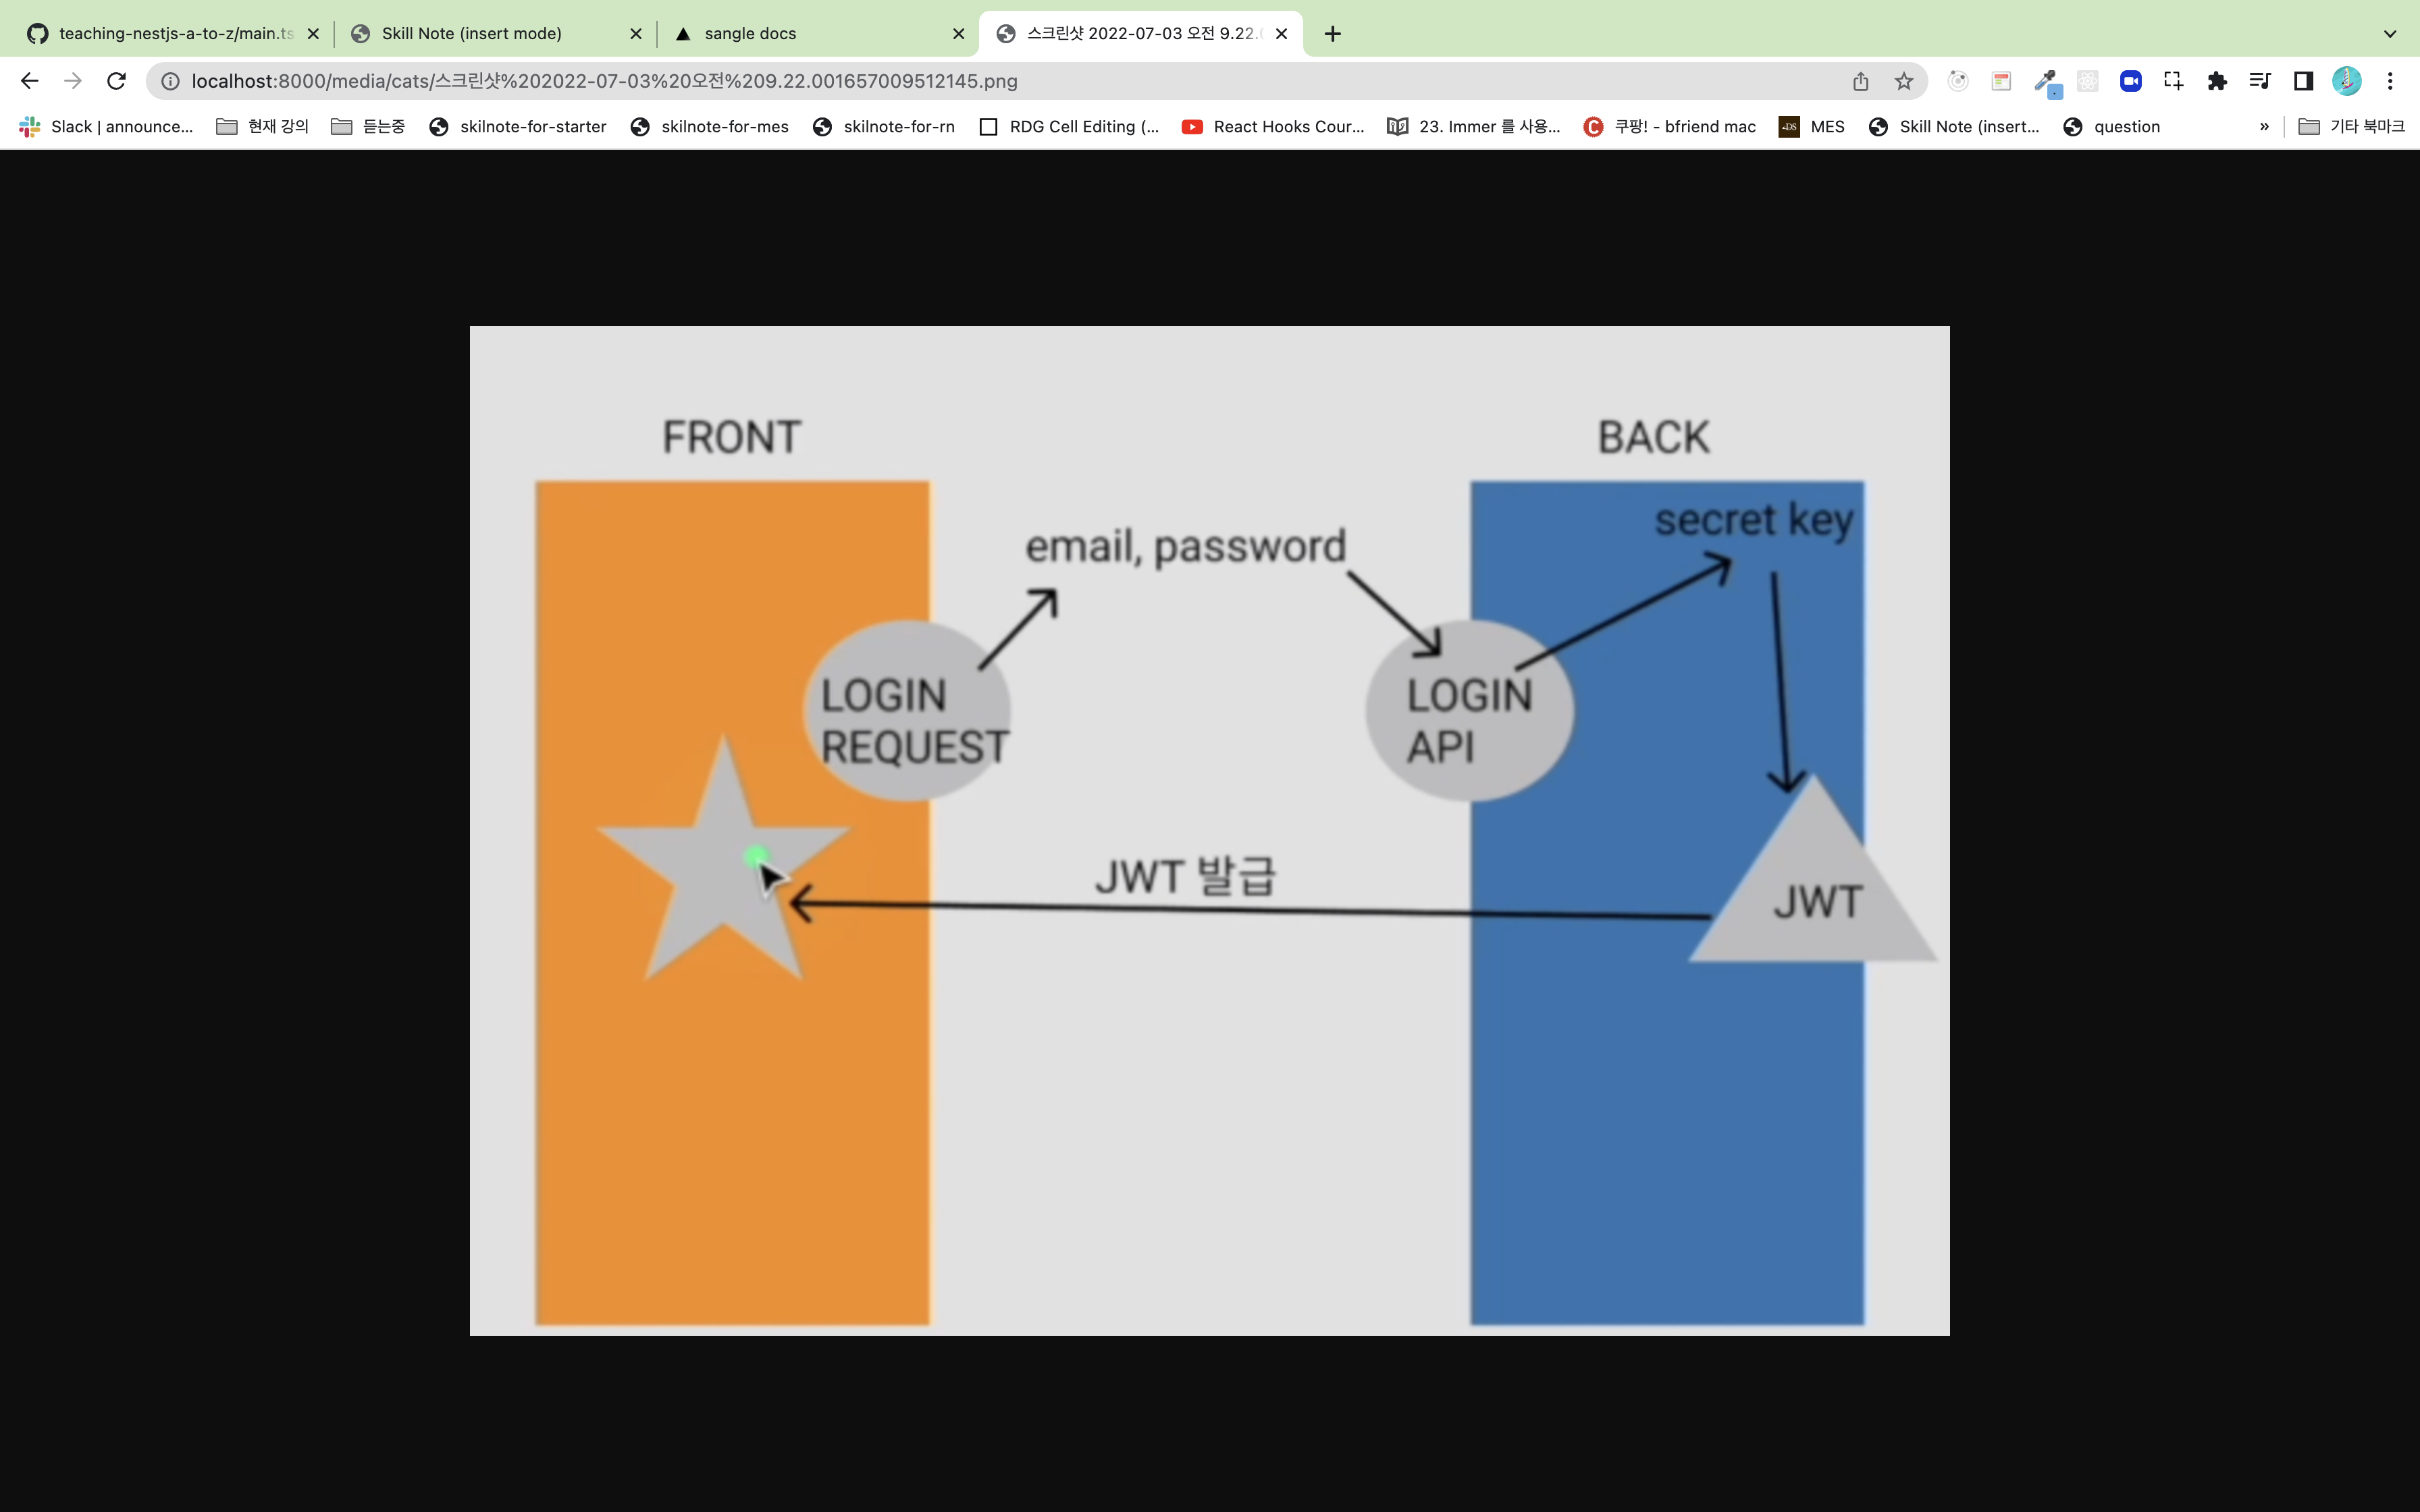 teaching-nestjs-a-to-z/main.ts
Skill Note (insert mode)
sangle docs
스크린샷 2022-07-03 오전 9.22.0
localhost:8000/media/cats/스크린샷%202022-07-03%20오전%209.22.001657009512145.png
Slack | announce...
현재 강의
듣는중
skilnote-for-starter
skilnote-for-mes
skilnote-for-rn
RDG Cell Editing (...
React Hooks Cour...
23. Immer 를 사용...
쿠팡! - bfriend mac
MES
Skill Note (insert...
question
»
기타 북마크
FRONT
BACK
secret key
email, password
LOGIN
REQUEST
LOGIN
API
JWT 발급
JWT